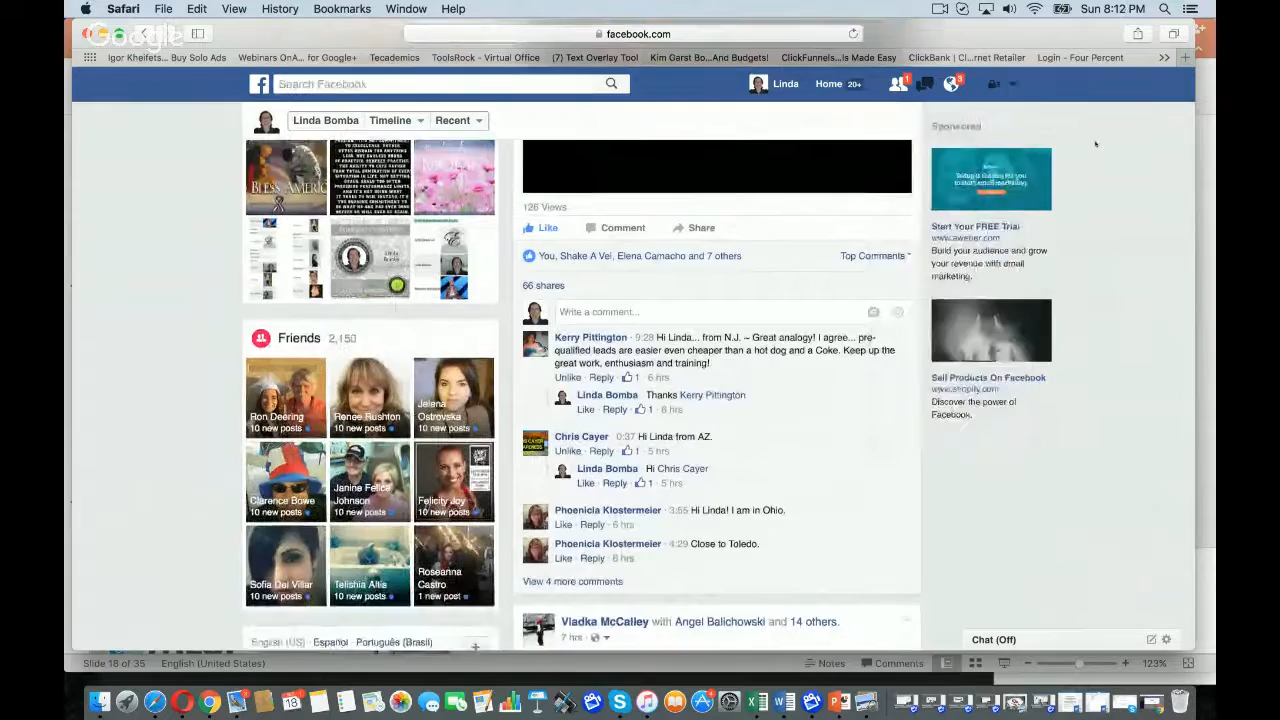 Safari File Edit View History Bookmarks Window Help Sun 8:12 PM
Google
facebook.com
Igor Kheifets... Buy Solo Ads Webinars OnA... for Google+ Tecademics ToolsRock - Virtual Office (7) Text Overlay Tool Kim Garst Bo...And Budgets! ClickFunnels...Is Made Easy ClickBank | Cl...rnet Retailer Login - Four Percent
Search Facebook
Linda Home 20+ 1 3
Linda Bomba Timeline Recent
Sponsored
BLESS AMERICA
126 Views
Like Comment Share
Start Your FREE Trial
www.aweber.com
Build your audience and grow
your revenue with email
marketing.
You, Shake A Vel, Elena Camacho and 7 others Top Comments
66 shares
Write a comment...
Friends 2,150
Kerry Pittington · 9:28 Hi Linda... from N.J. ~ Great analogy! I agree... pre-
qualified leads are easier even cheaper than a hot dog and a Coke. Keep up the
great work, enthusiasm and training!
Unlike · Reply · 1 · 6 hrs
Linda Bomba Thanks Kerry Pittington
Like · Reply · 1 · 6 hrs
Sell Products On Facebook
www.shopify.com
Discover the power of
Facebook.
Ron Deering
10 new posts
Renee Rushton
10 new posts
Jelena
Ostrovska
10 new posts
Chris Cayer 0:37 Hi Linda from AZ.
Unlike · Reply · 1 · 5 hrs
Linda Bomba Hi Chris Cayer
Like · Reply · 1 · 5 hrs
Clarence Bowe
10 new posts
Janine Felice
Johnson
10 new posts
Felicity Joy
10 new posts
Phoenicia Klostermeier 3:55 Hi Linda! I am in Ohio.
Like · Reply · 6 hrs
Phoenicia Klostermeier · 4:29 Close to Toledo.
Like · Reply · 6 hrs
View 4 more comments
Sofia Del Villar
10 new posts
Telishia Altis
10 new posts
Roseanna
Castro
1 new post
Vladka McCalley with Angel Balichowski and 14 others.
7 hrs
English (US) · Español · Português (Brasil)
Chat (Off)
Slide 18 of 35 English (United States) Notes Comments 123%
18